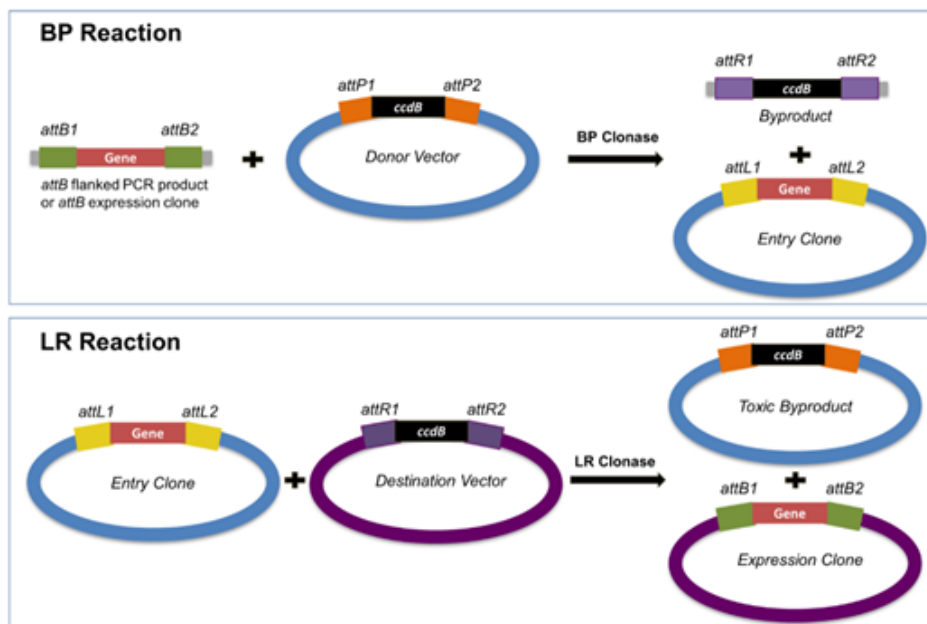 BP Reaction
attP1
attP2
ccdB
attB1
attB2
Gene
+
Donor Vector
attB flanked PCR product
or attB expression clone
BP Clonase
attR1
attR2
ccdB
Byproduct
+
attL1
attL2
Gene
Entry Clone
LR Reaction
attL1
attL2
Gene
Entry Clone
+
attR1
attR2
ccdB
Destination Vector
LR Clonase
attP1
attP2
ccdB
Toxic Byproduct
+
attB1
attB2
Gene
Expression Clone